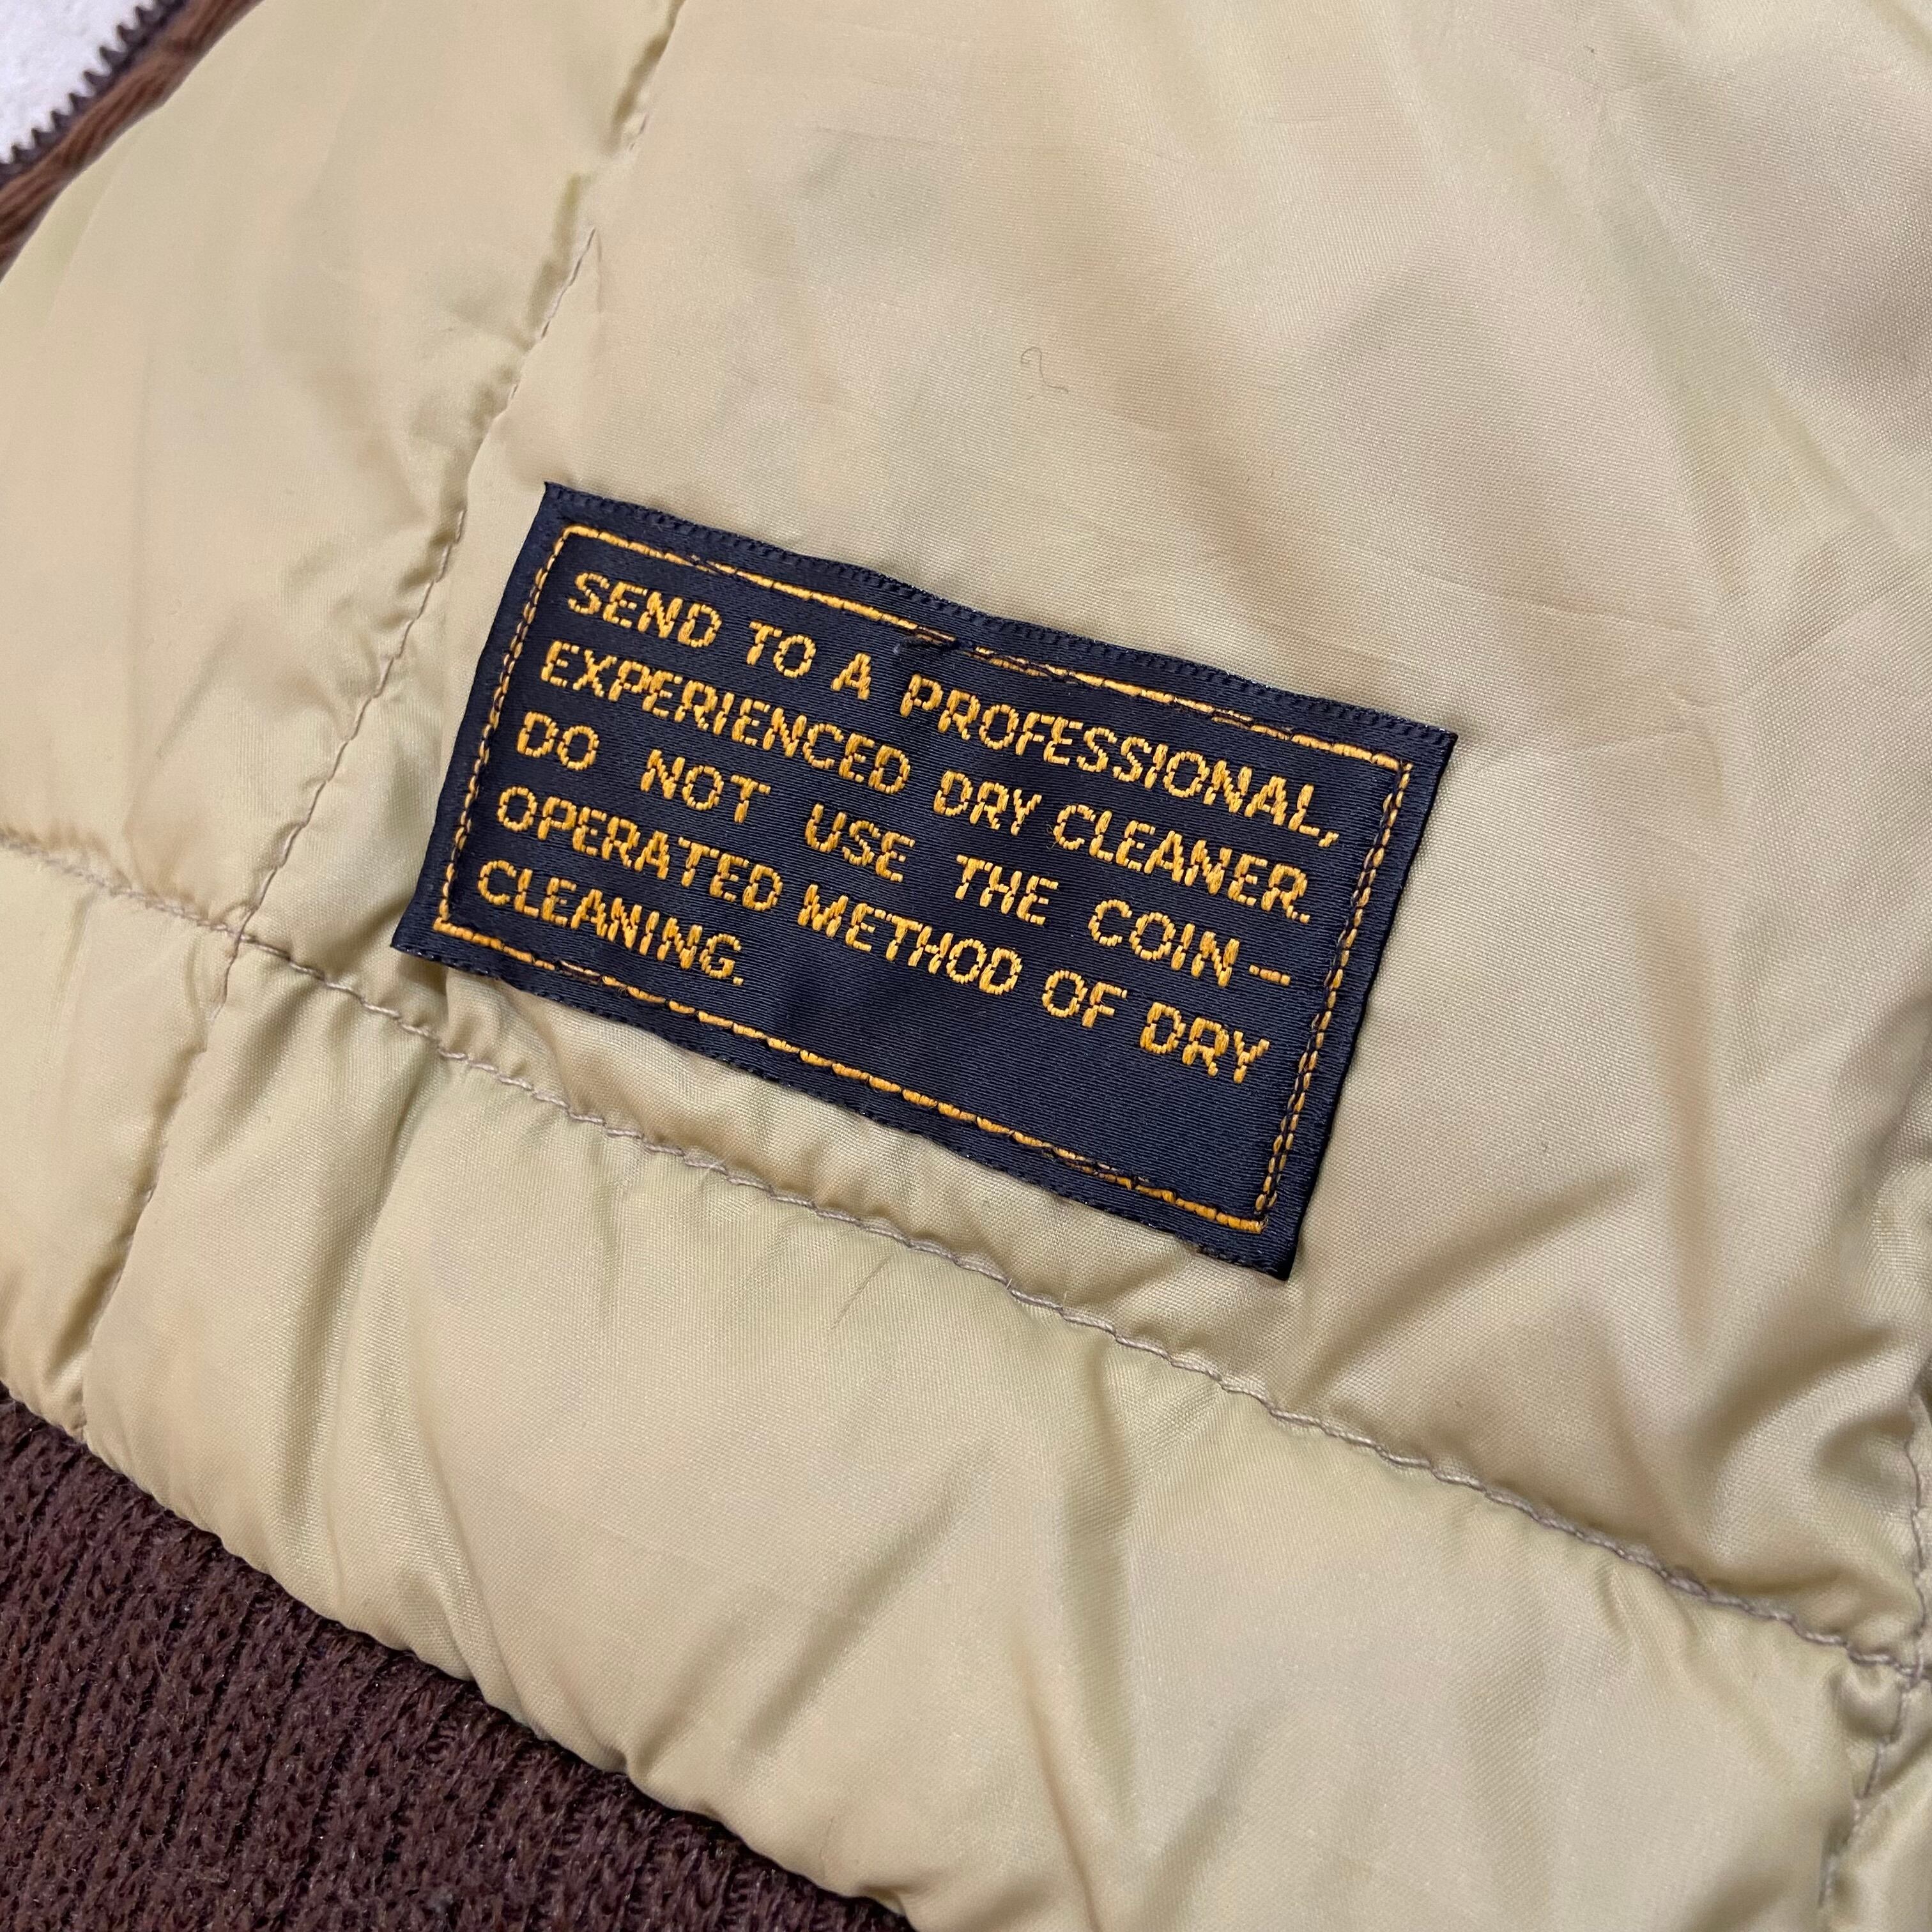 SEND TO A PROFESSIONAL,
EXPERIENCED DRY CLEANER.
DO NOT USE THE COIN-
OPERATED METHOD OF DRY
CLEANING.